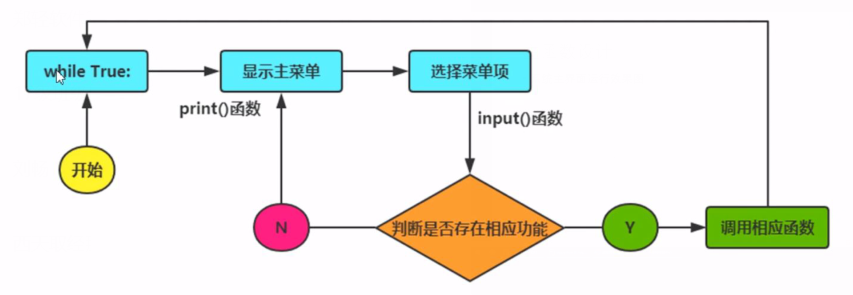 while True:
显示主菜单
选择菜单项
print()函数
input()函数
开始
N
判断是否存在相应功能
Y
调用相应函数